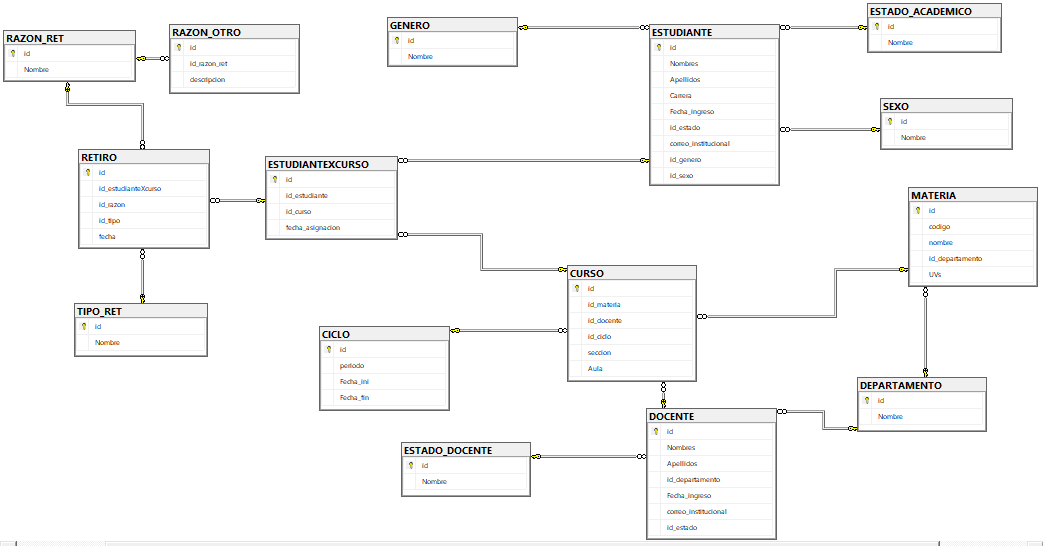 RAZON_RET
id
Nombre
RAZON_OTRO
id
id_razon_ret
descripcion
GENERO
id
Nombre
ESTUDIANTE
id
Nombres
Apellidos
Carrera
Fecha_ingreso
id_estado
correo_institucional
id_genero
id_sexo
ESTADO_ACADEMICO
id
Nombre
SEXO
id
Nombre
RETIRO
id
id_estudianteXcurso
id_razon
id_tipo
fecha
ESTUDIANTEXCURSO
id
id_estudiante
id_curso
fecha_asignacion
MATERIA
id
codigo
nombre
id_departamento
UVs
TIPO_RET
id
Nombre
CICLO
id
periodo
Fecha_ini
Fecha_fin
CURSO
id
id_materia
id_docente
id_ciclo
seccion
Aula
DEPARTAMENTO
id
Nombre
ESTADO_DOCENTE
id
Nombre
DOCENTE
id
Nombres
Apellidos
id_departamento
Fecha_ingreso
correo_institucional
id_estado